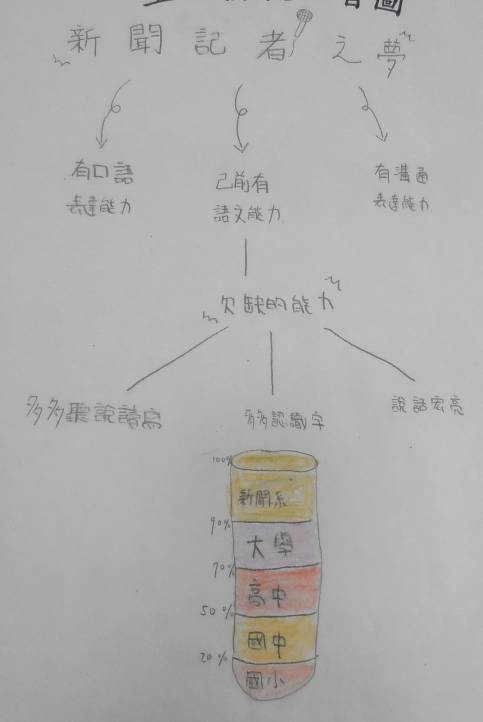 圖
新聞記者之夢
有口語
表達能力
己前有
語文能力
有溝通
表達能力
欠缺的能力
多多聽說讀寫
多多認識字
說話宏亮
100%
新聞系
90%
大學
70%
高中
50%
國中
20%
國小